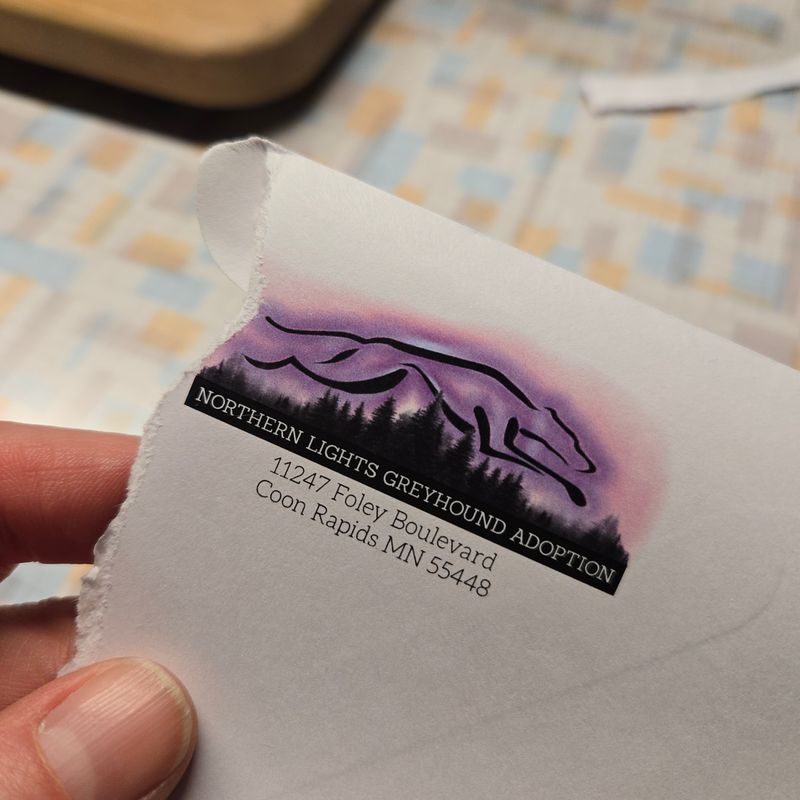 NORTHERN LIGHTS GREYHOUND ADOPTION
11247 Foley Boulevard
Coon Rapids MN 55448